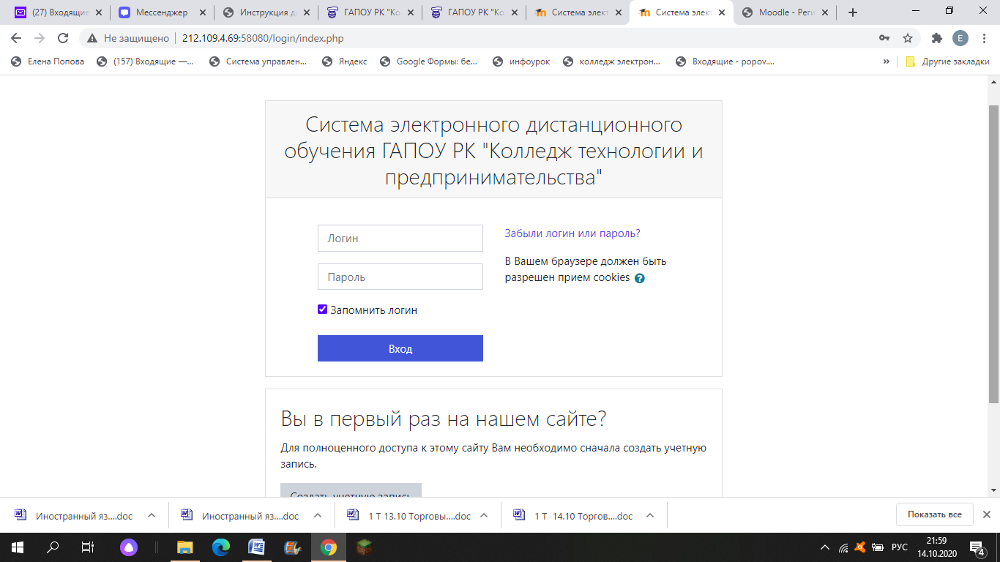 (27) Входящие
Мессенджер
Инструкция д
ГАПОУ РК "Ко
ГАПОУ РК "Ко
Система элект
Система элект
Moodle - Реги
Не защищено
212.109.4.69:58080/login/index.php
E
Елена Попова
(157) Входящие —...
Система управлен...
Яндекс
Google Формы: бе...
инфоурок
колледж электрон...
Входящие - popov....
»
Другие закладки
Система электронного дистанционного
обучения ГАПОУ РК "Колледж технологии и
предпринимательства"
Логин
Пароль
Запомнить логин
Вход
Забыли логин или пароль?
В Вашем браузере должен быть
разрешен прием cookies
Вы в первый раз на нашем сайте?
Для полноценного доступа к этому сайту Вам необходимо сначала создать учетную
запись.
Создать учетную запись
Иностранный яз....doc
Иностранный яз....doc
1 Т 13.10 Торговы....doc
1 Т 14.10 Торгов....doc
Показать все
РУС
21:59
14.10.2020
4